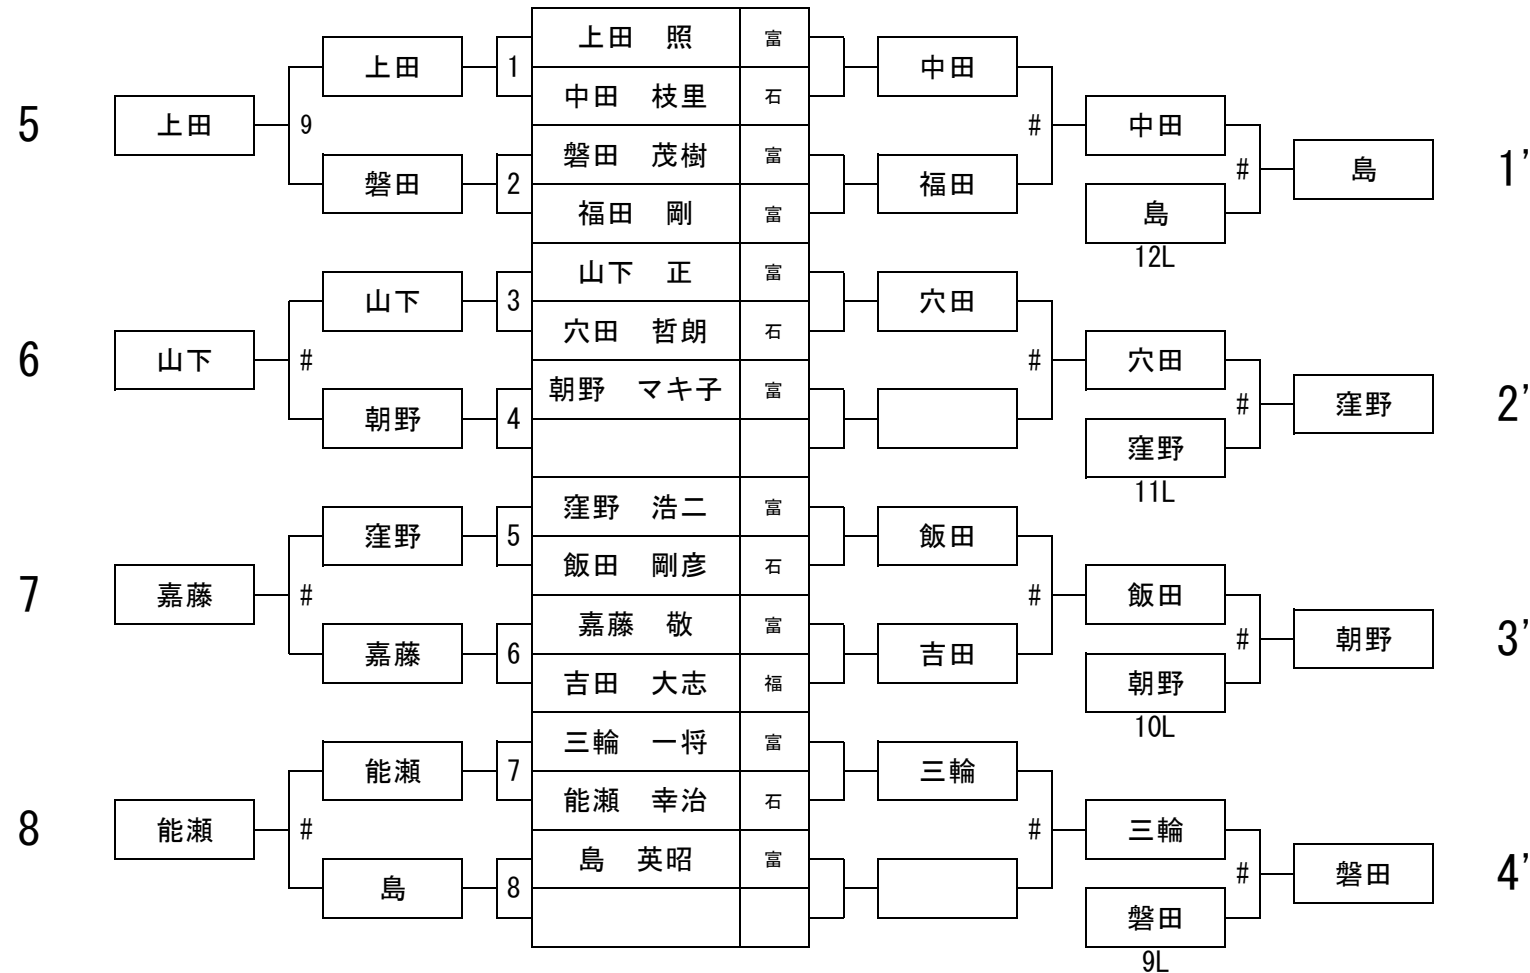 上田　照 富
上田 1 中田
中田　枝里 石
5 上田 9 # 中田
磐田　茂樹 富
磐田 2 福田
# 島 1’
福田　剛 富
島
12L
山下　正 富
山下 3 穴田
穴田　哲朗 石
6 山下 # # 穴田
朝野　マキ子 富
朝野 4
# 窪野 2’
窪野
11L
窪野　浩二 富
窪野 5 飯田
飯田　剛彦 石
7 嘉藤 # # 飯田
嘉藤　敬 富
嘉藤 6 吉田
# 朝野 3’
吉田　大志 福
朝野
10L
三輪　一将 富
能瀬 7 三輪
能瀬　幸治 石
8 能瀬 # # 三輪
島　英昭 富
島 8
# 磐田 4’
磐田
9L